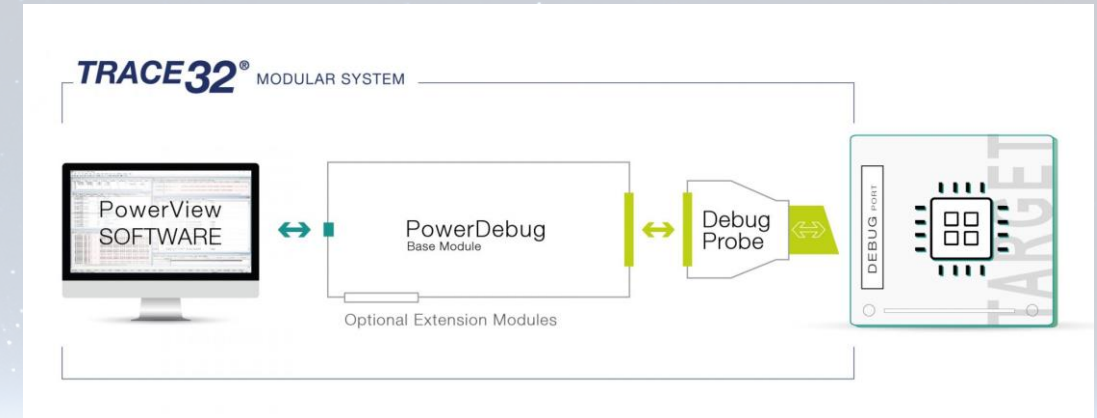 TRACE32® MODULAR SYSTEM
PowerView
SOFTWARE
PowerDebug
Base Module
Optional Extension Modules
Debug
Probe
DEBUG PORT
TARGET